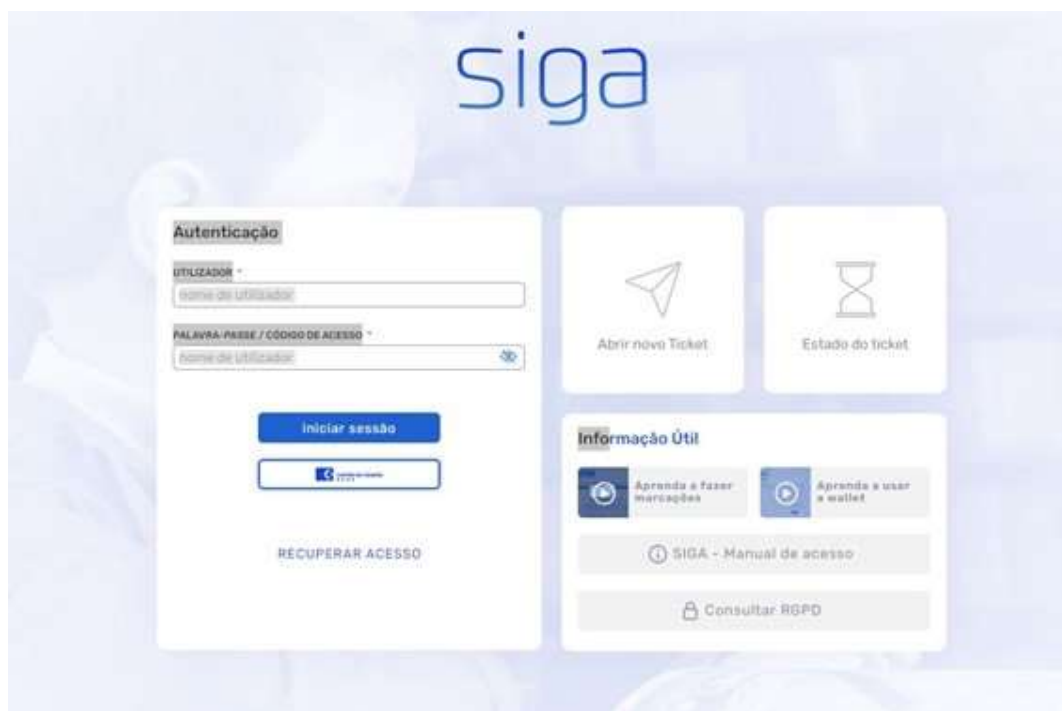 siga
Autenticação
UTILIZADOR *
nome de utilizador
PALAVRA-PASSE / CÓDIGO DE ACESSO *
nome de utilizador
Iniciar sessão
RECUPERAR ACESSO
Abrir novo Ticket
Estado do ticket
Informação Útil
Aprenda a fazer
marcações
Aprenda a usar
a wallet
SIGA - Manual de acesso
Consultar RGPD